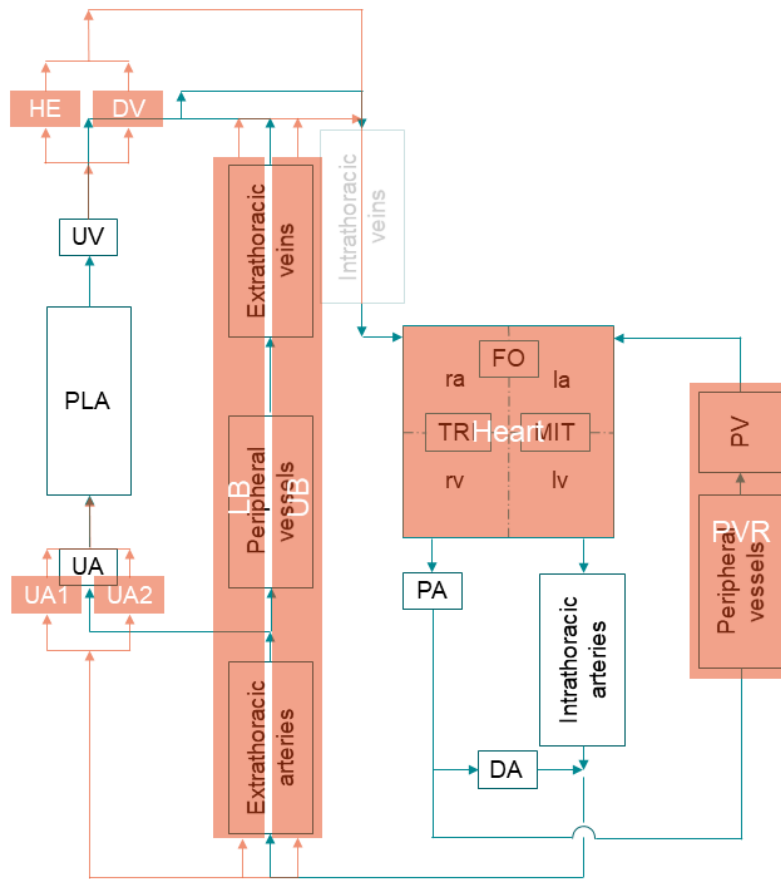 HE
DV
UV
PLA
UA
UA1
UA2
LB
UB
Extrathoracic
veins
Peripheral
vessels
Extrathoracic
arteries
Intrathoracic
veins
FO
ra
la
TR
Heart
MIT
rv
lv
PA
Intrathoracic
arteries
DA
PV
PVR
Peripheral
vessels